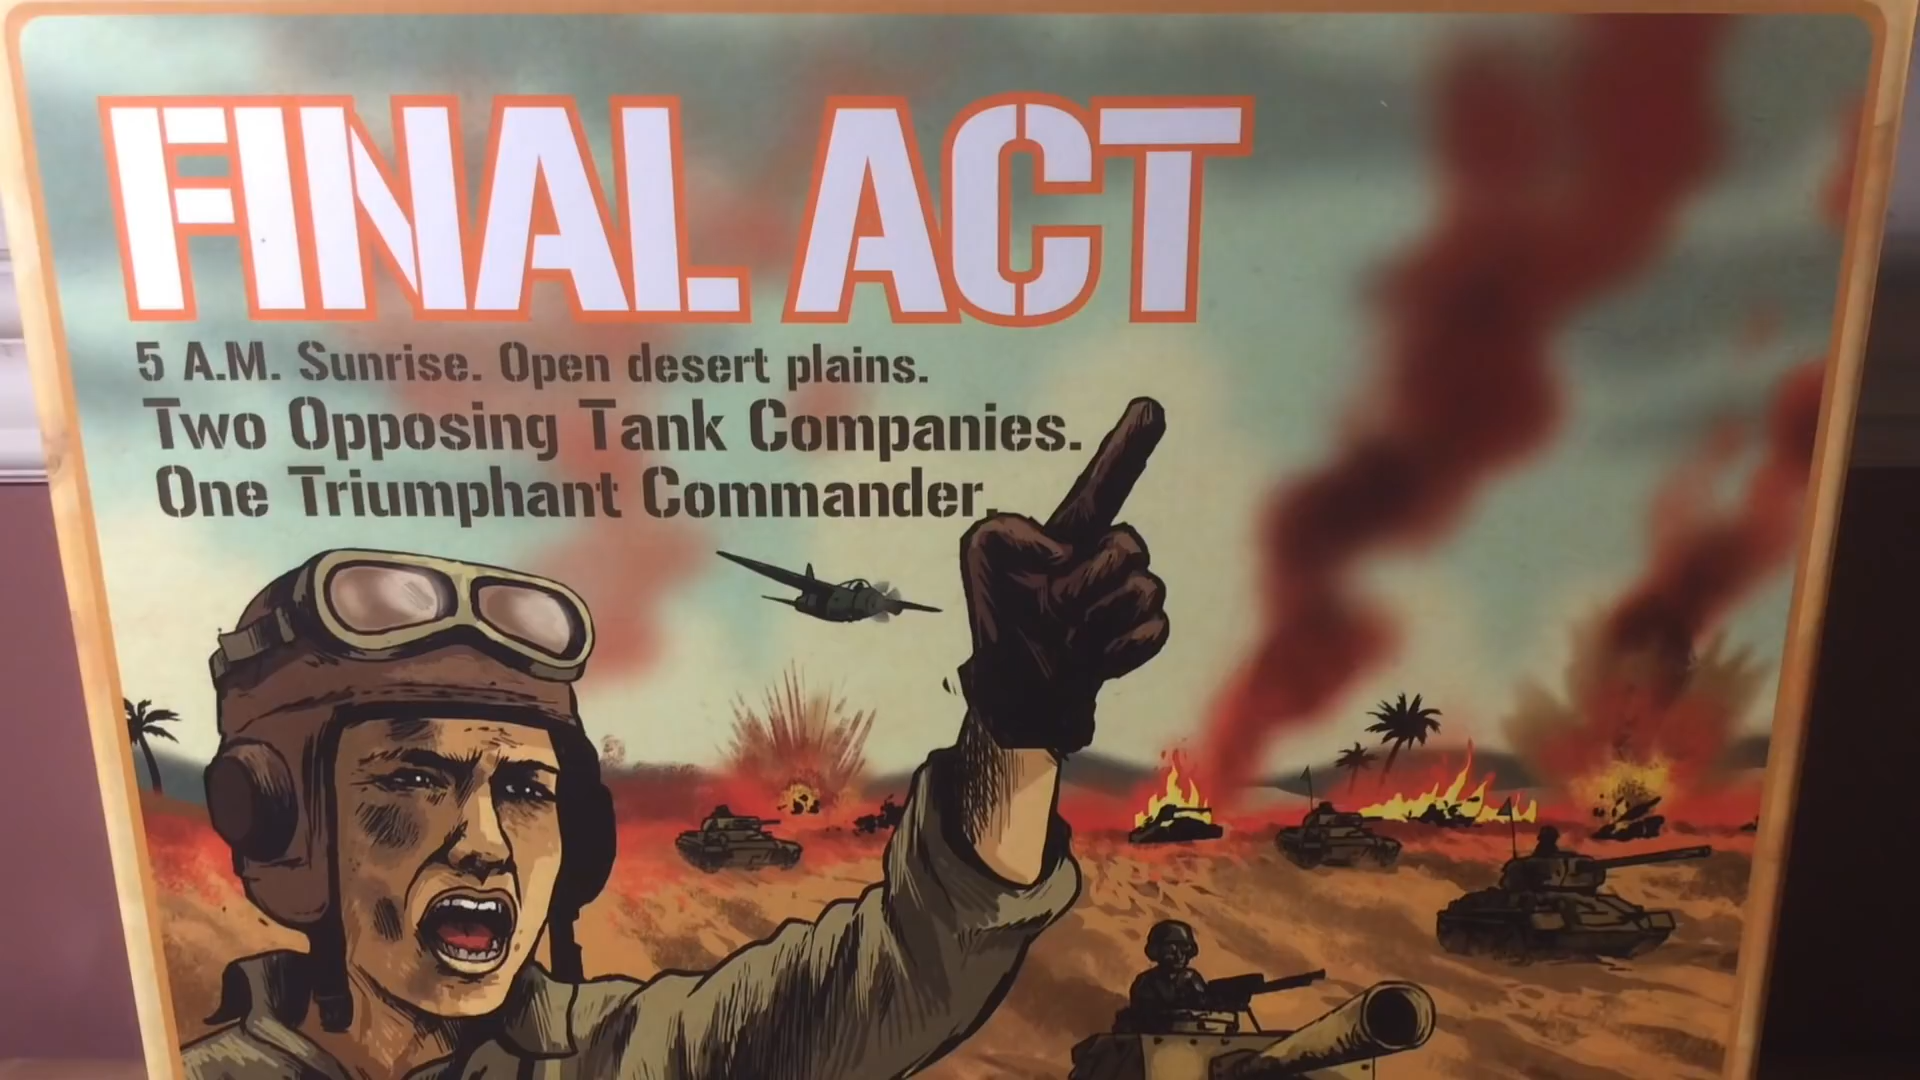 FINAL ACT
5 A.M. Sunrise. Open desert plains.
Two Opposing Tank Companies.
One Triumphant Commander.